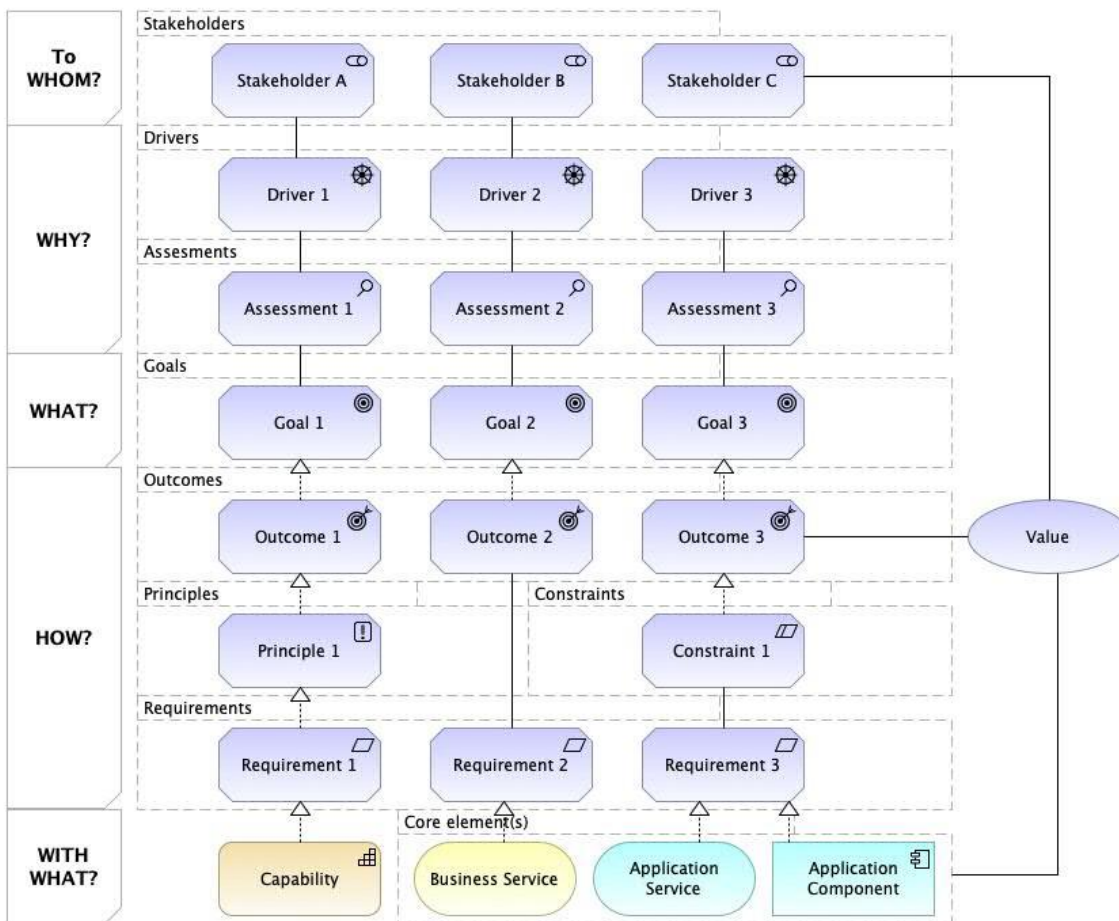 Stakeholders
To
WHOM?
Stakeholder A
Stakeholder B
Stakeholder C
Drivers
WHY?
Driver 1
Driver 2
Driver 3
Assesments
Assessment 1
Assessment 2
Assessment 3
Goals
WHAT?
Goal 1
Goal 2
Goal 3
Outcomes
HOW?
Outcome 1
Outcome 2
Outcome 3
Value
Principles
Constraints
Principle 1
Constraint 1
Requirements
Requirement 1
Requirement 2
Requirement 3
Core element(s)
WITH
WHAT?
Capability
Business Service
Application
Service
Application
Component